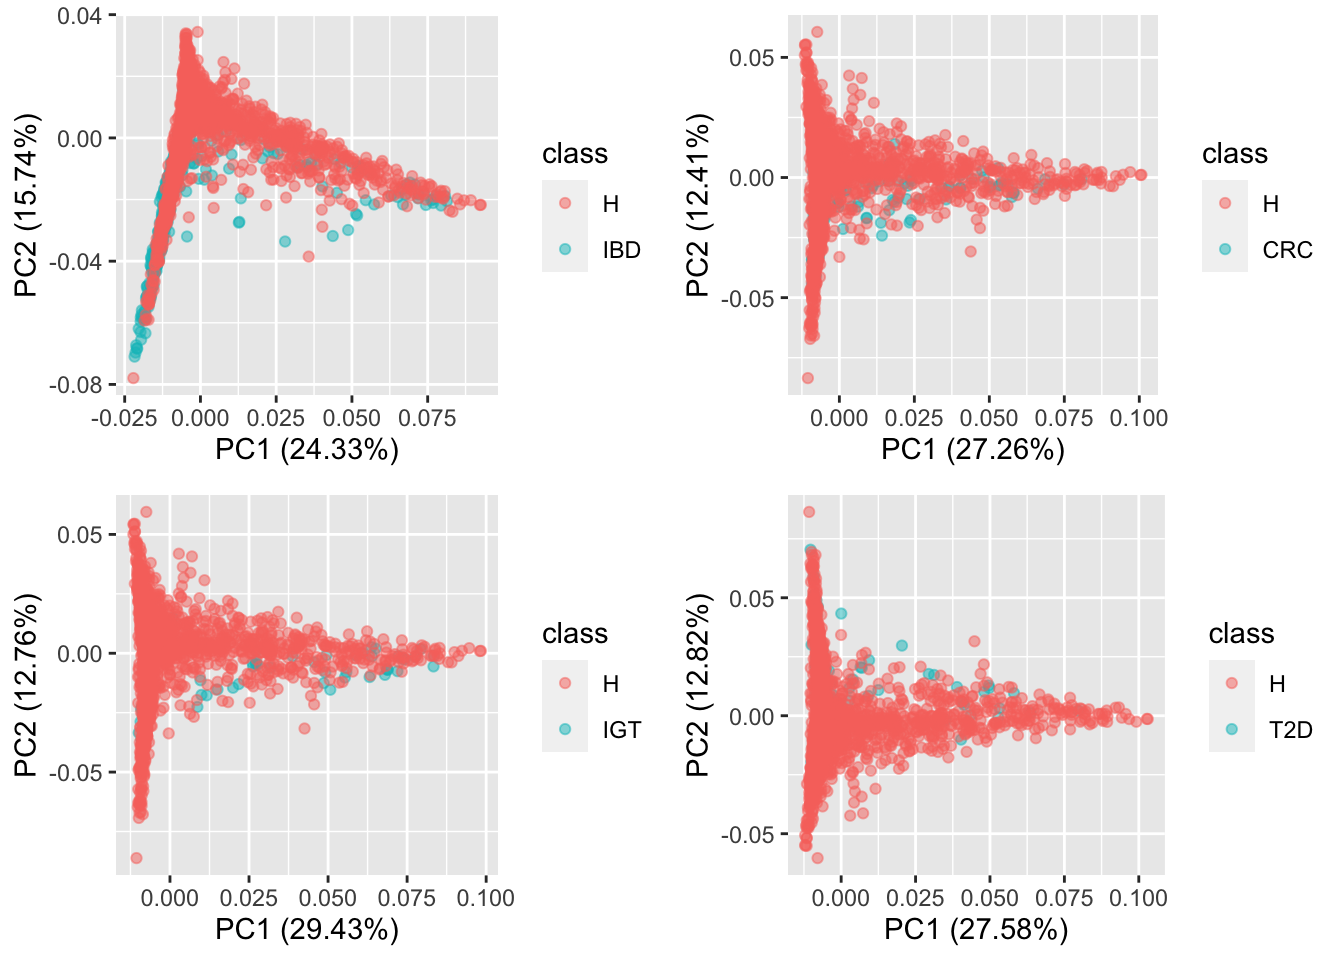 0.04
0.00
-0.04
-0.08
-0.025 0.000 0.025 0.050 0.075
PC1 (24.33%)
PC2 (15.74%)
class
H
IBD
0.05
0.00
-0.05
0.000 0.025 0.050 0.075 0.100
PC1 (27.26%)
PC2 (12.41%)
class
H
CRC
0.05
0.00
-0.05
0.000 0.025 0.050 0.075 0.100
PC1 (29.43%)
PC2 (12.76%)
class
H
IGT
0.05
0.00
-0.05
0.000 0.025 0.050 0.075 0.100
PC1 (27.58%)
PC2 (12.82%)
class
H
T2D